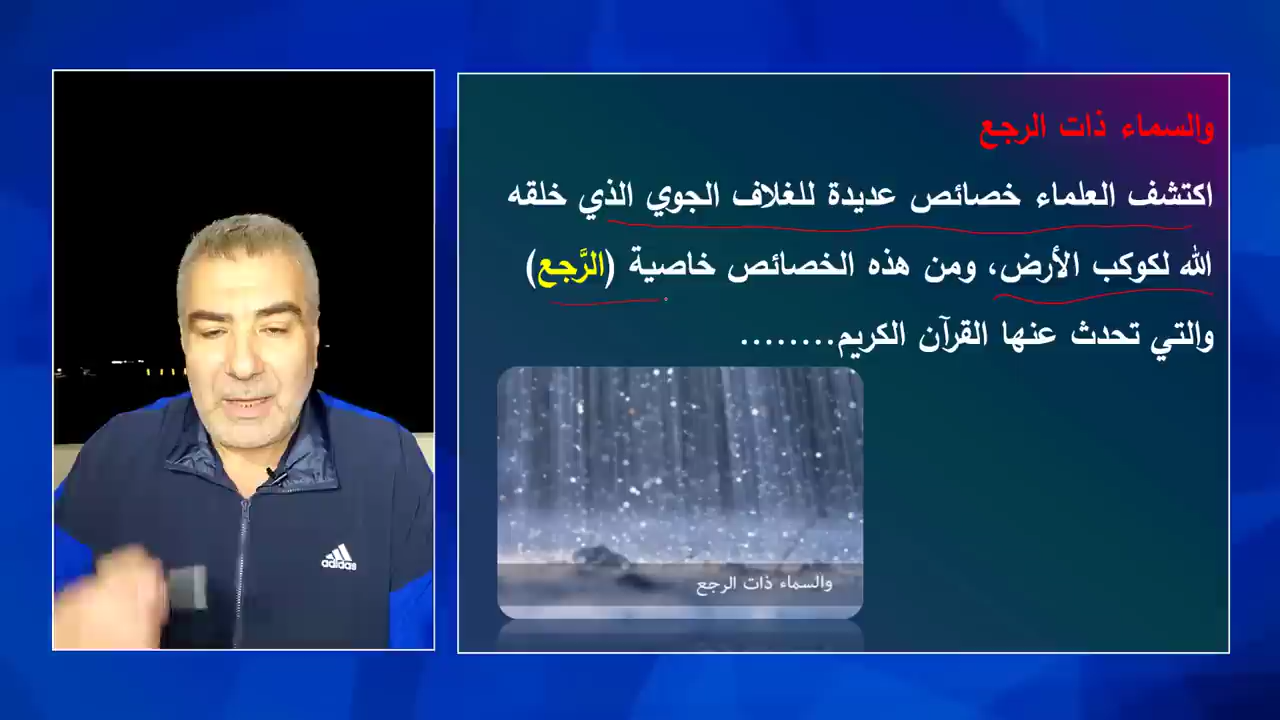 والسماء ذات الرجع
اكتشف العلماء خصائص عديدة للغلاف الجوي الذي خلقه
الله لكوكب الأرض، ومن هذه الخصائص خاصية (الرَّجع)
والتي تحدث عنها القرآن الكريم........
والسماء ذات الرجع
adidas